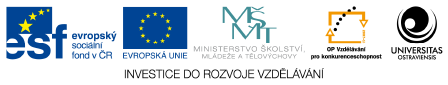 esf evropský
sociální
fond v ČR
EVROPSKÁ UNIE
MŠMT
MINISTERSTVO ŠKOLSTVÍ,
MLÁDEŽE A TĚLOVÝCHOVY
OP Vzdělávání
pro konkurenceschopnost
UNIVERSITAS
OSTRAVIENSIS
INVESTICE DO ROZVOJE VZDĚLÁVÁNÍ